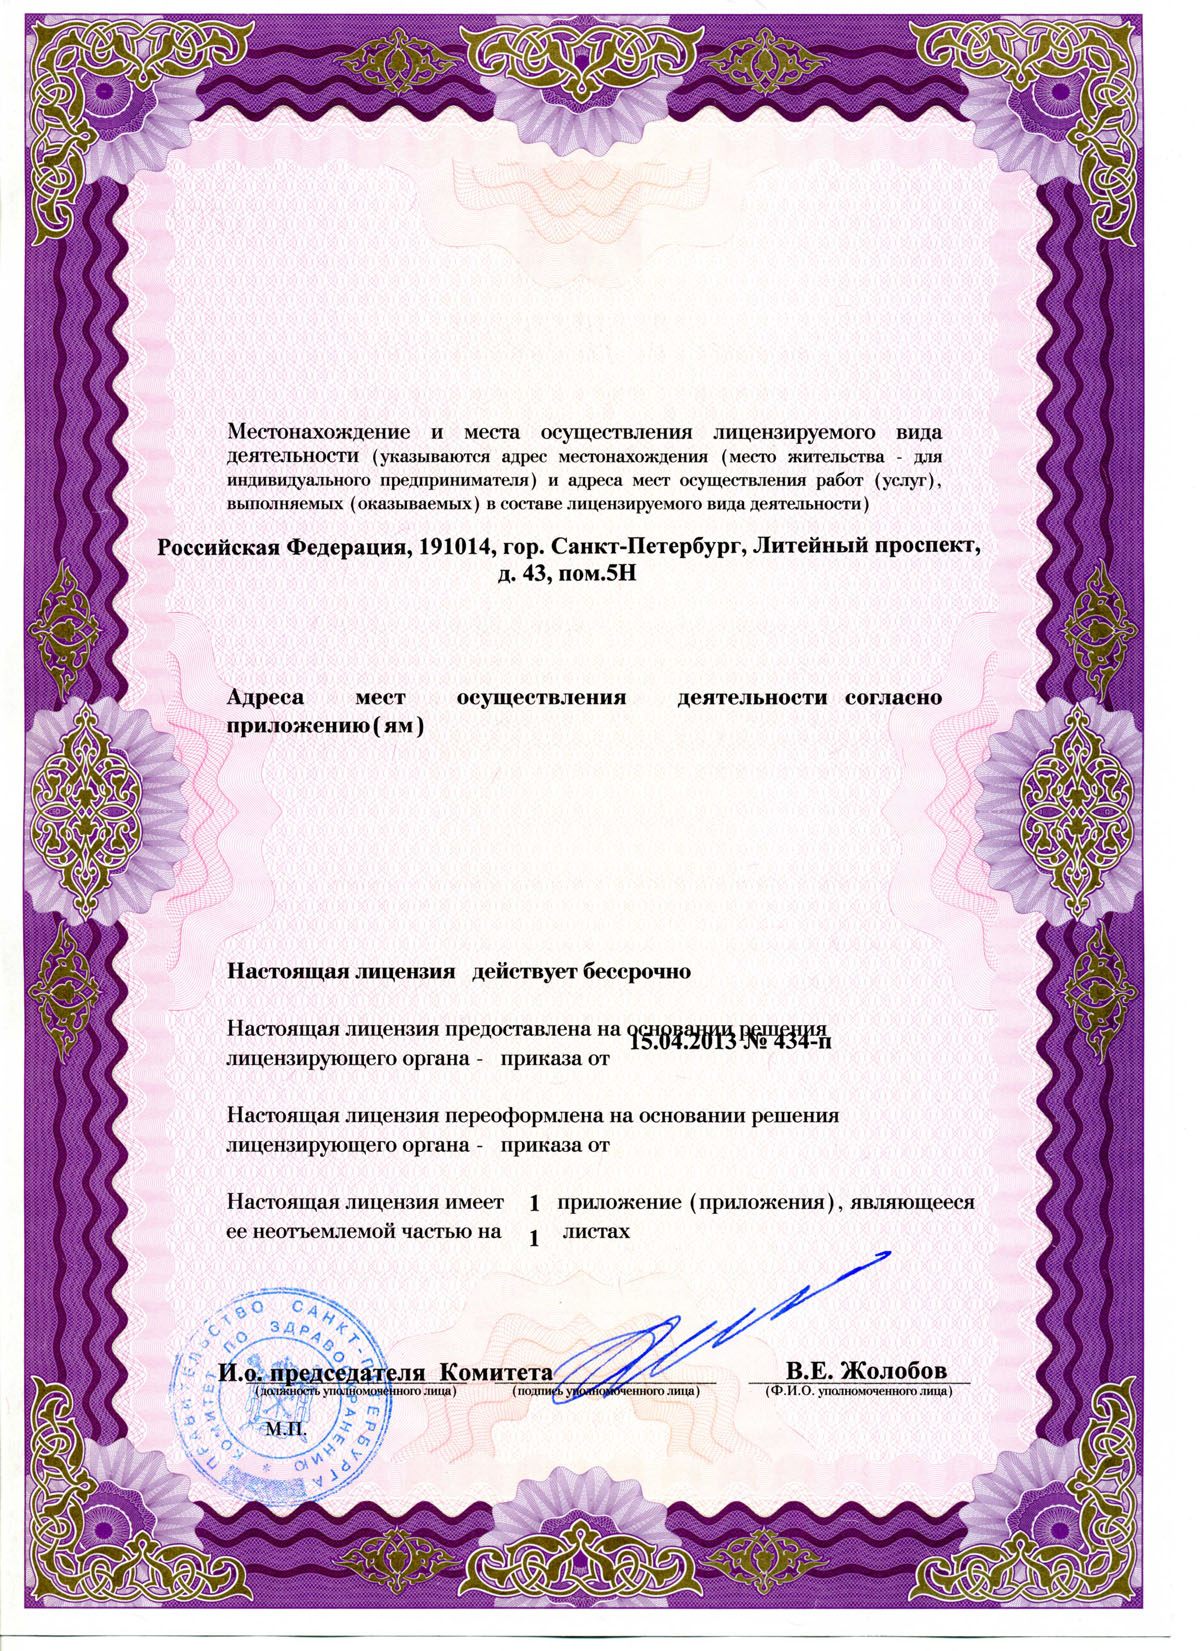 Местонахождение и места осуществления лицензируемого вида
деятельности (указываются адрес местонахождения (место жительства - для
индивидуального предпринимателя) и адреса мест осуществления работ (услуг),
выполняемых (оказываемых) в составе лицензируемого вида деятельности)
Российская Федерация, 191014, гор. Санкт-Петербург, Литейный проспект,
д. 43, пом.5Н
Адреса мест осуществления деятельности согласно
приложению(ям)
Настоящая лицензия действует бессрочно
Настоящая лицензия предоставлена на основании решения
лицензирующего органа - приказа от 15.04.2013 № 434-п
Настоящая лицензия переоформлена на основании решения
лицензирующего органа - приказа от
Настоящая лицензия имеет 1 приложение (приложения), являющееся
ее неотъемлемой частью на 1 листах
И.о. председателя Комитета В.Е. Жолобов
(должность уполномоченного лица) (подпись уполномоченного лица) (Ф.И.О. уполномоченного лица)
М.П.
ПРАВИТЕЛЬСТВО САНКТ-ПЕТЕРБУРГА
КОМИТЕТ ПО ЗДРАВООХРАНЕНИЮ